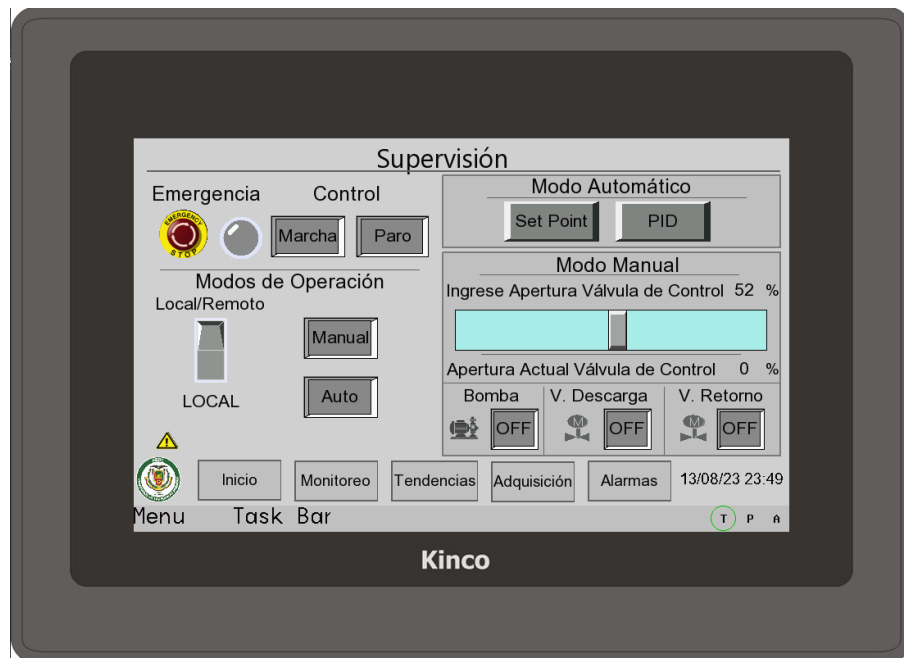 Supervisión
Emergencia
Control
EMERGENCY
STOP
Marcha
Paro
Modos de Operación
Local/Remoto
Manual
LOCAL
Auto
Modo Automático
Set Point
PID
Modo Manual
Ingrese Apertura Válvula de Control 52 %
Apertura Actual Válvula de Control 0 %
Bomba
V. Descarga
V. Retorno
OFF
M
OFF
M
OFF
Inicio
Monitoreo
Tendencias
Adquisición
Alarmas
13/08/23 23:49
Menu Task Bar
T P A
Kinco